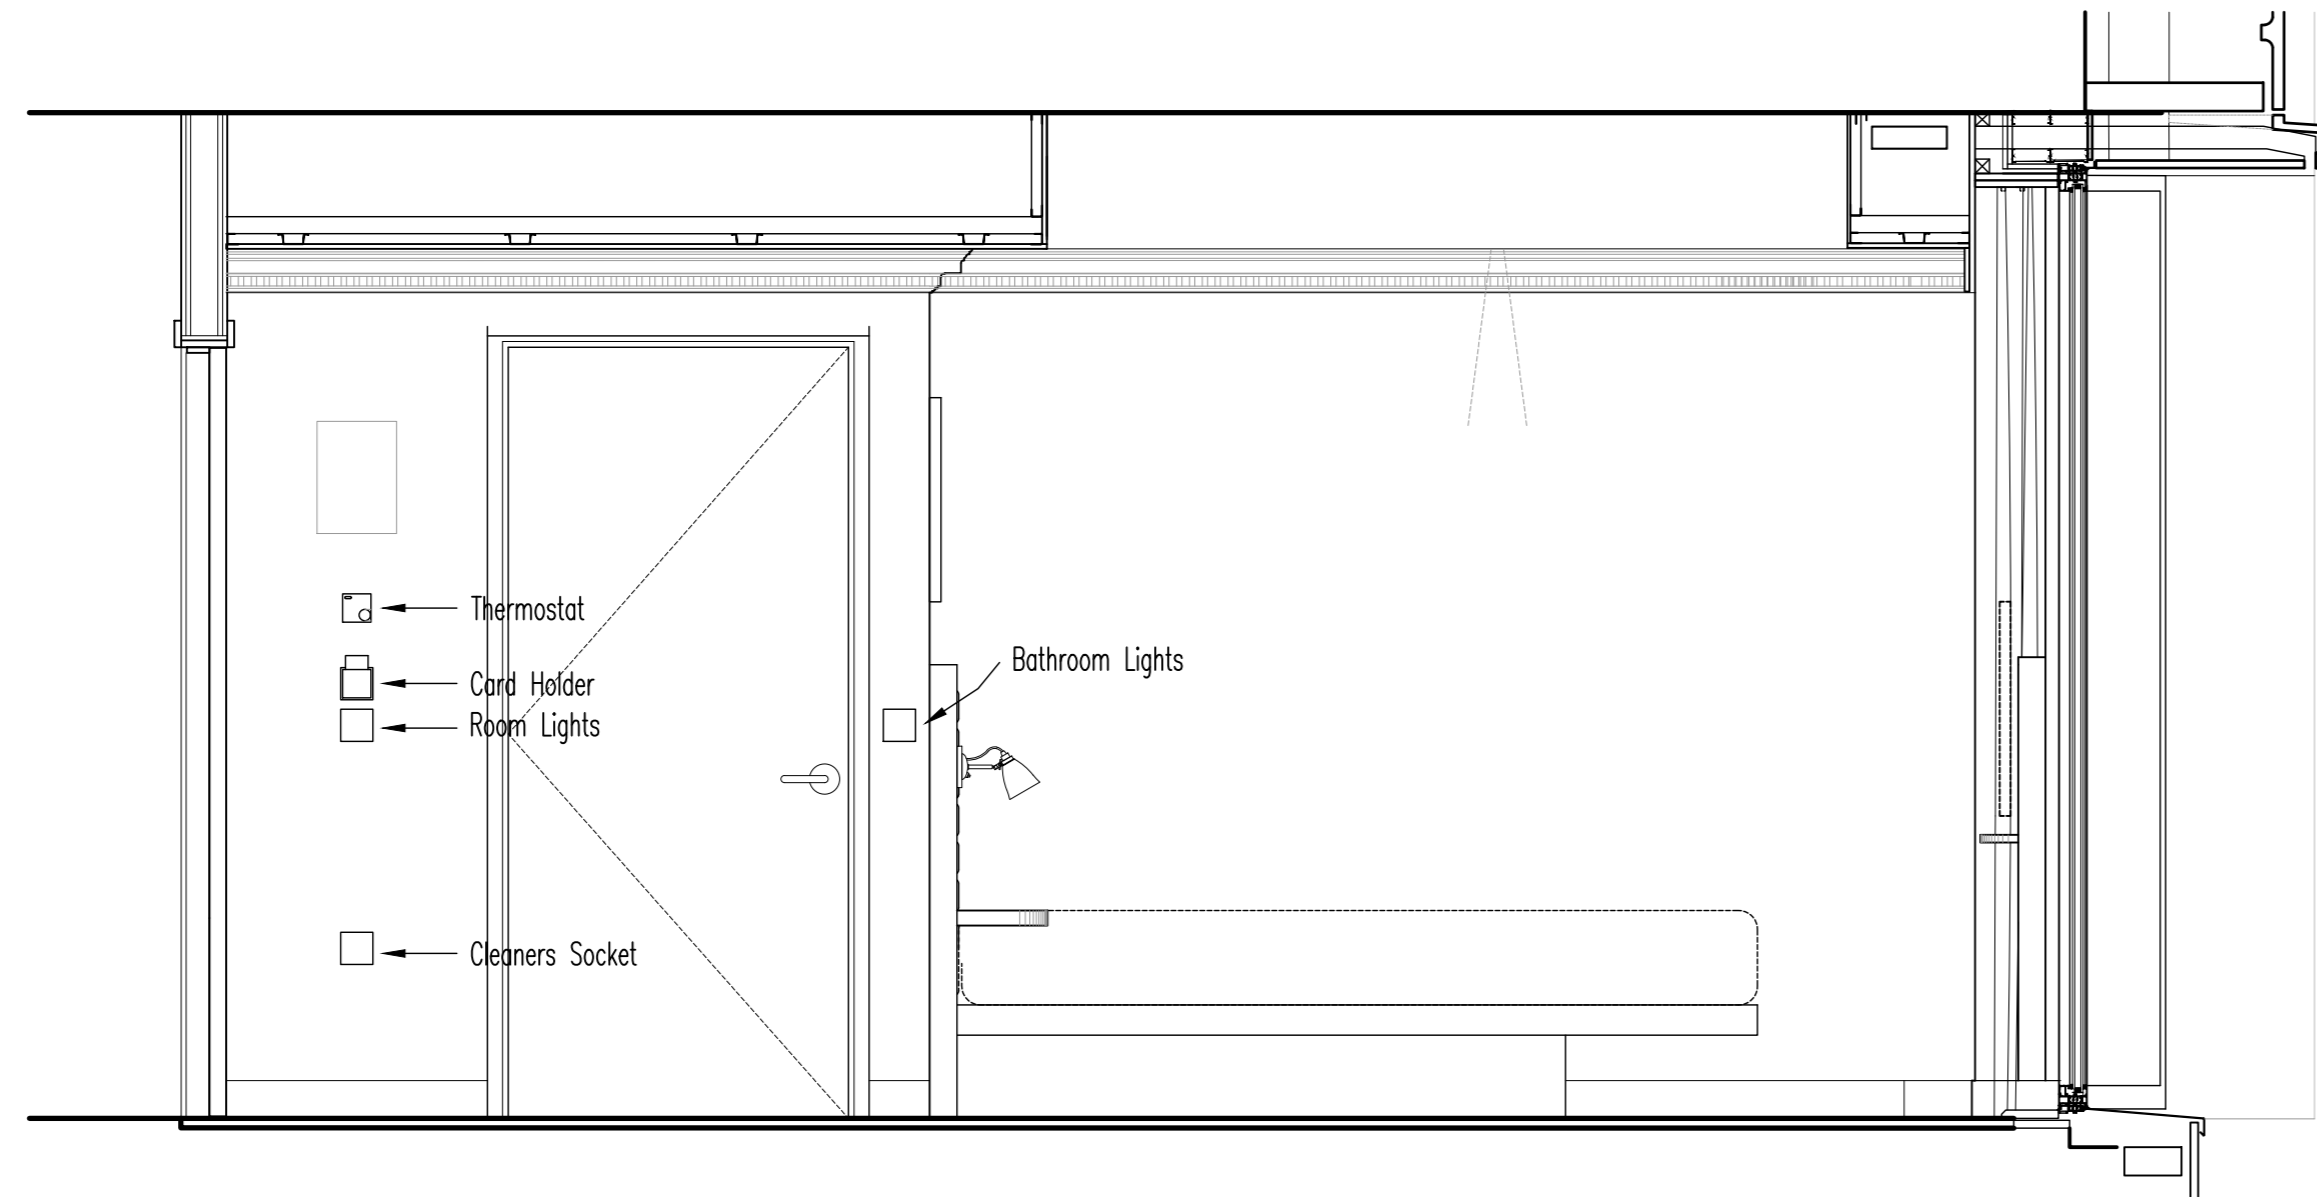 Thermostat
Bathroom Lights
Card Holder
Room Lights
Cleaners Socket